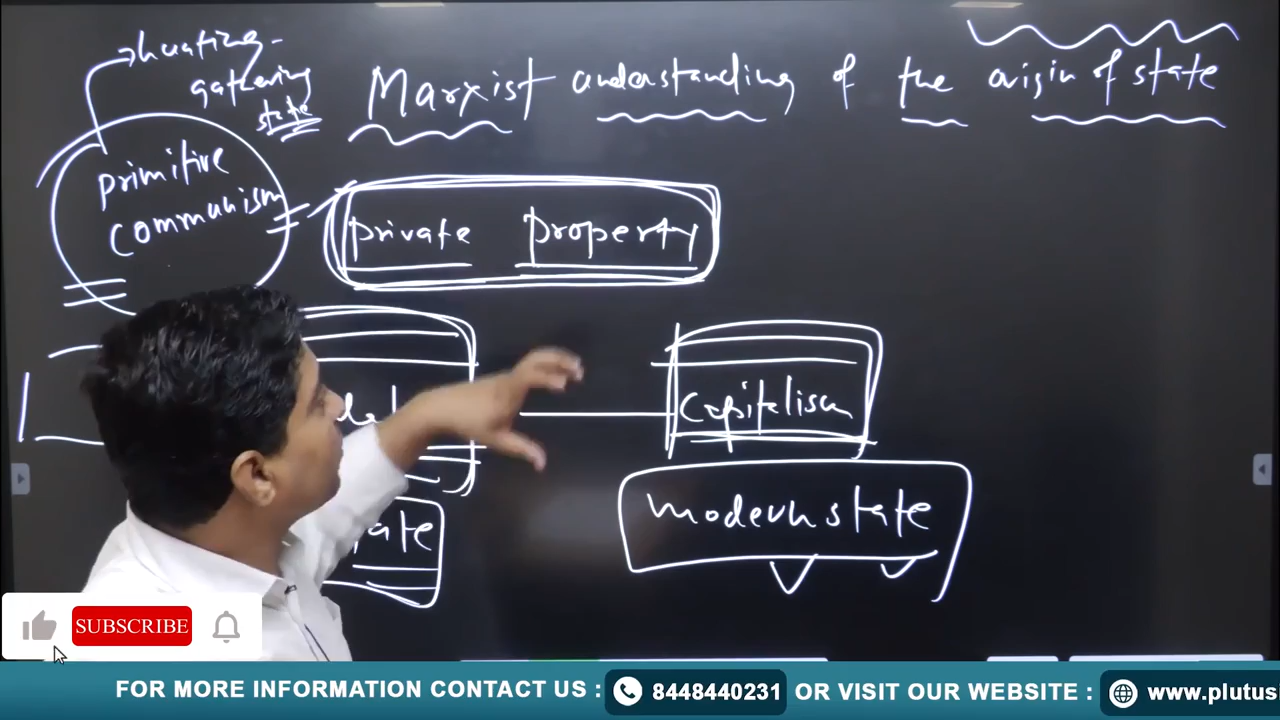 hunting-
gathering
state
Marxist understanding of the origin of state
primitive
communism
private property
capitalism
modern state
SUBSCRIBE
FOR MORE INFORMATION CONTACT US : 8448440231 OR VISIT OUR WEBSITE : www.plutus